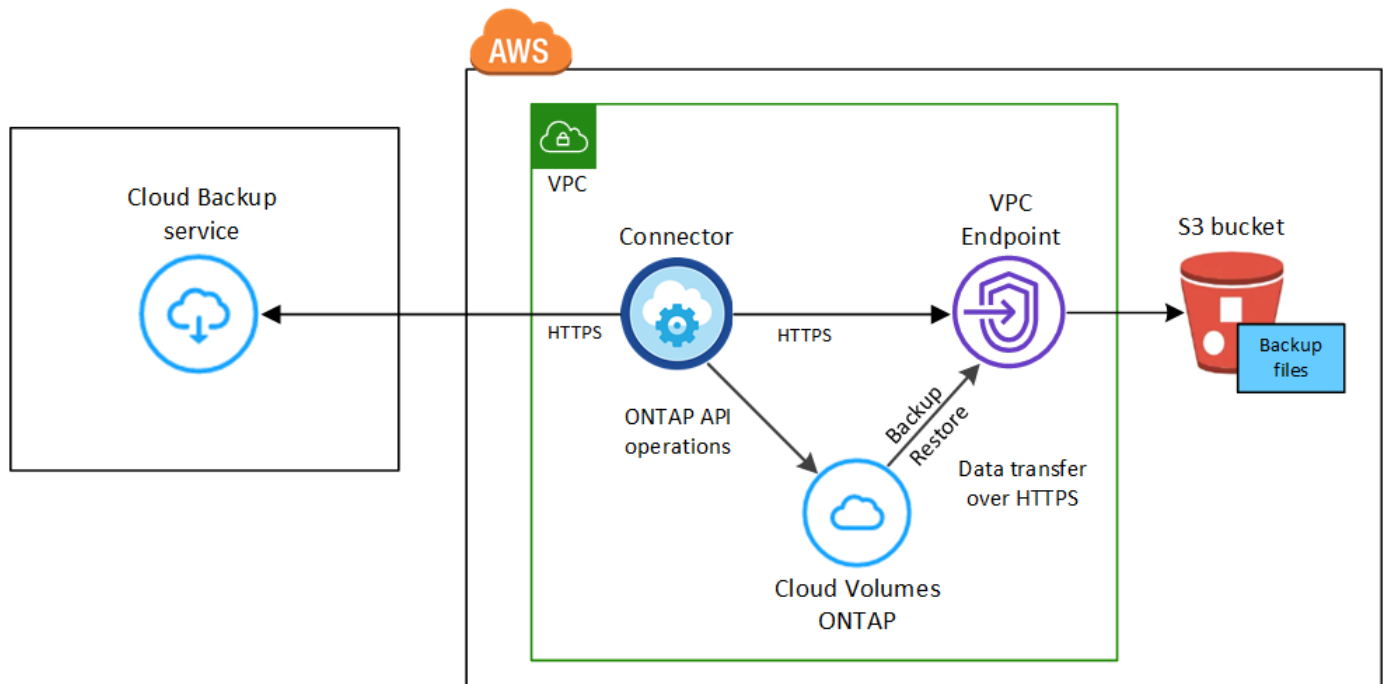 AWS
Cloud Backup
service
VPC
Connector
VPC
Endpoint
S3 bucket
HTTPS
HTTPS
Backup
files
ONTAP API
operations
Backup
Restore
Data transfer
over HTTPS
Cloud Volumes
ONTAP